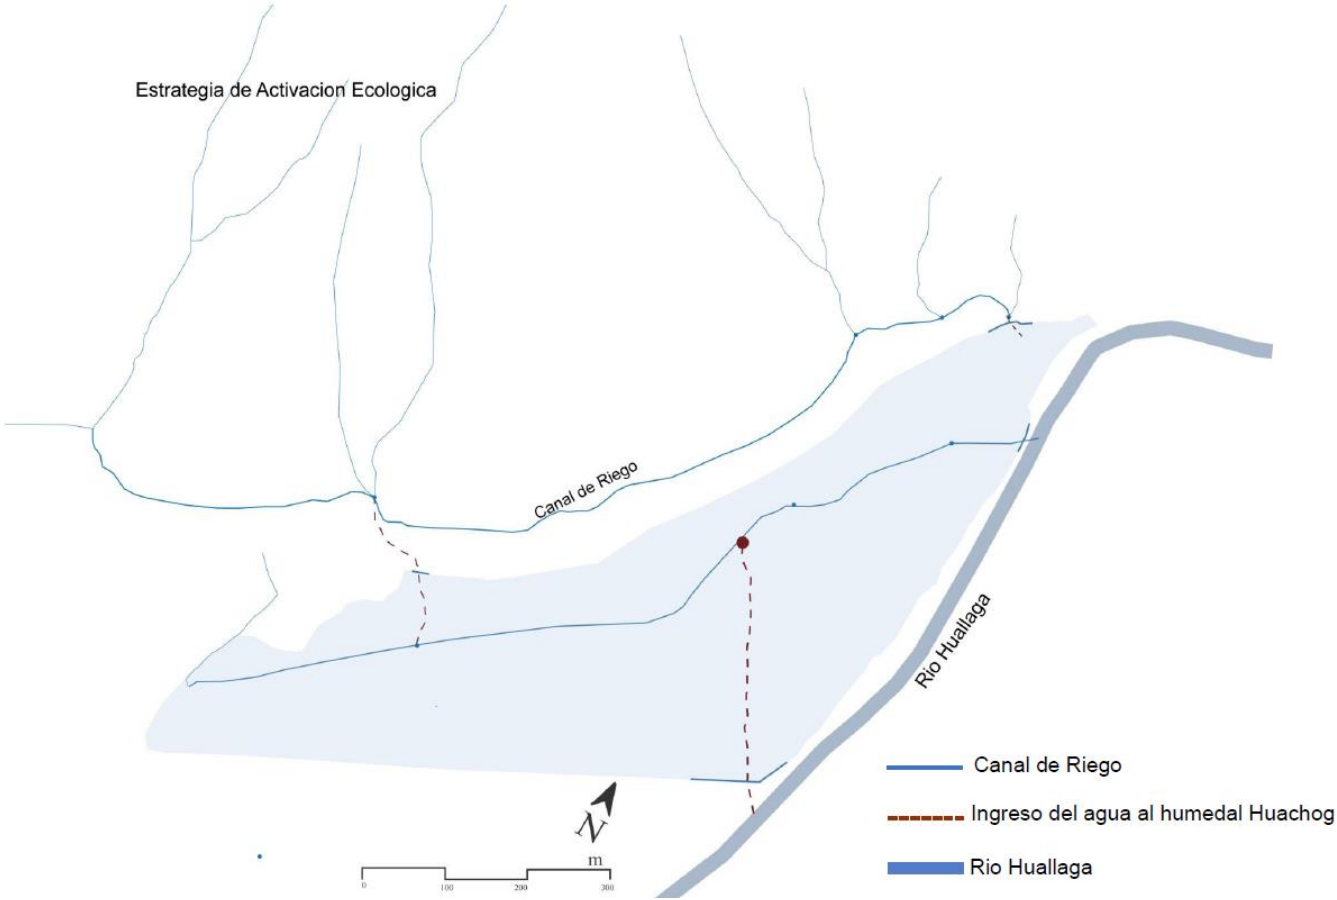 Estrategia de Activacion Ecologica
Canal de Riego
Rio Huallaga
Canal de Riego
Ingreso del agua al humedal Huachog
Rio Huallaga
N
m
0 100 200 300